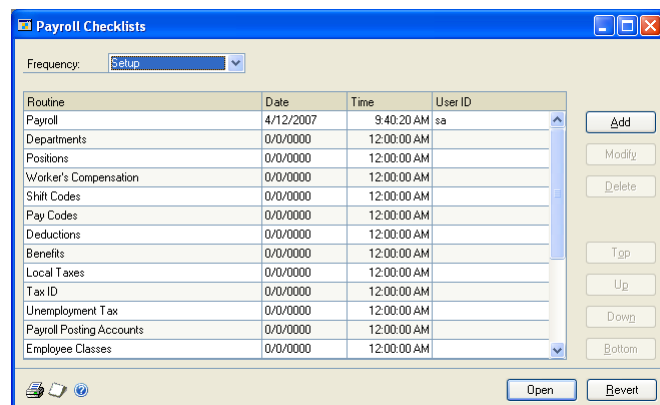 Payroll Checklists
Frequency: Setup
Routine Date Time User ID
Payroll 4/12/2007 9:40:20 AM sa
Departments 0/0/0000 12:00:00 AM
Positions 0/0/0000 12:00:00 AM
Worker's Compensation 0/0/0000 12:00:00 AM
Shift Codes 0/0/0000 12:00:00 AM
Pay Codes 0/0/0000 12:00:00 AM
Deductions 0/0/0000 12:00:00 AM
Benefits 0/0/0000 12:00:00 AM
Local Taxes 0/0/0000 12:00:00 AM
Tax ID 0/0/0000 12:00:00 AM
Unemployment Tax 0/0/0000 12:00:00 AM
Payroll Posting Accounts 0/0/0000 12:00:00 AM
Employee Classes 0/0/0000 12:00:00 AM
Add
Modify
Delete
Top
Up
Down
Bottom
Open Revert